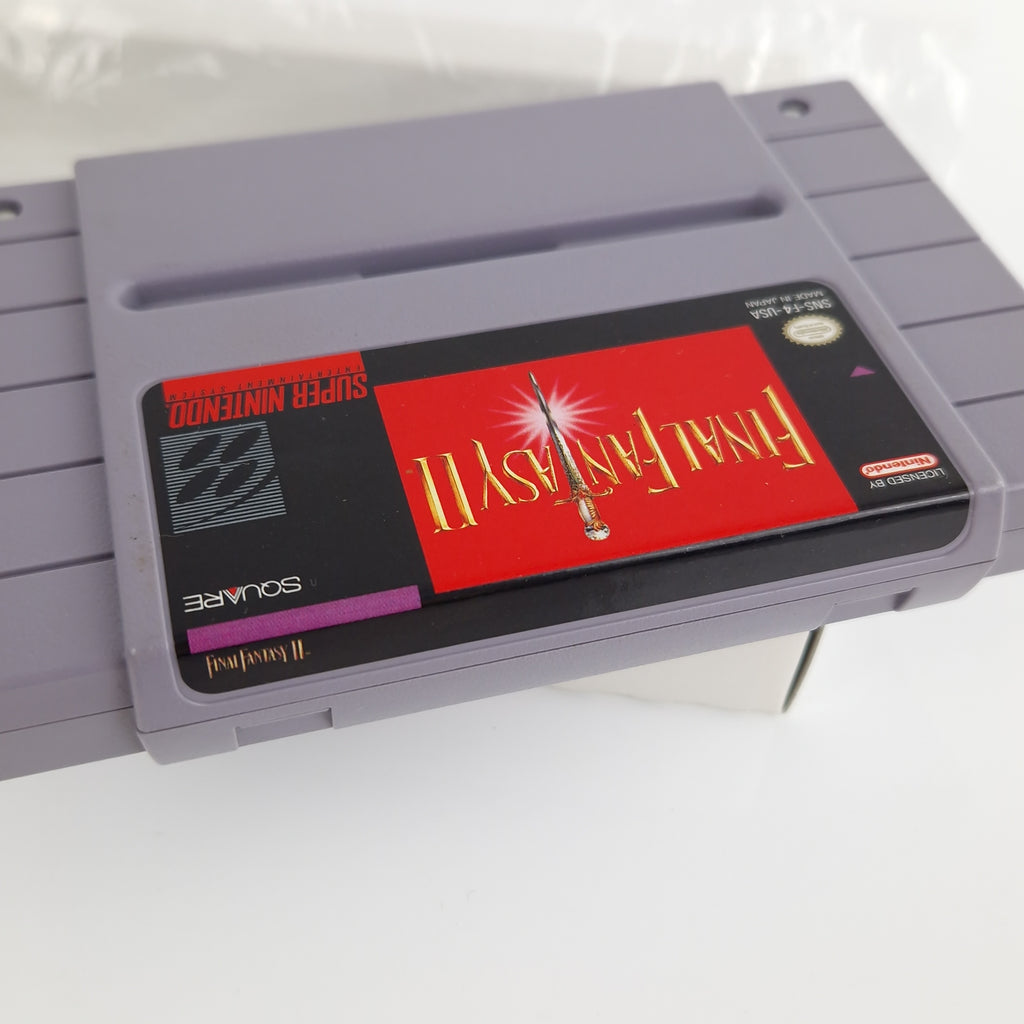 FINAL FANTASY II
SUPER NINTENDO
ENTERTAINMENT SYSTEM
SQUARE
LICENSED BY
Nintendo
SNS-F4-USA
MADE IN JAPAN
FINAL FANTASY II